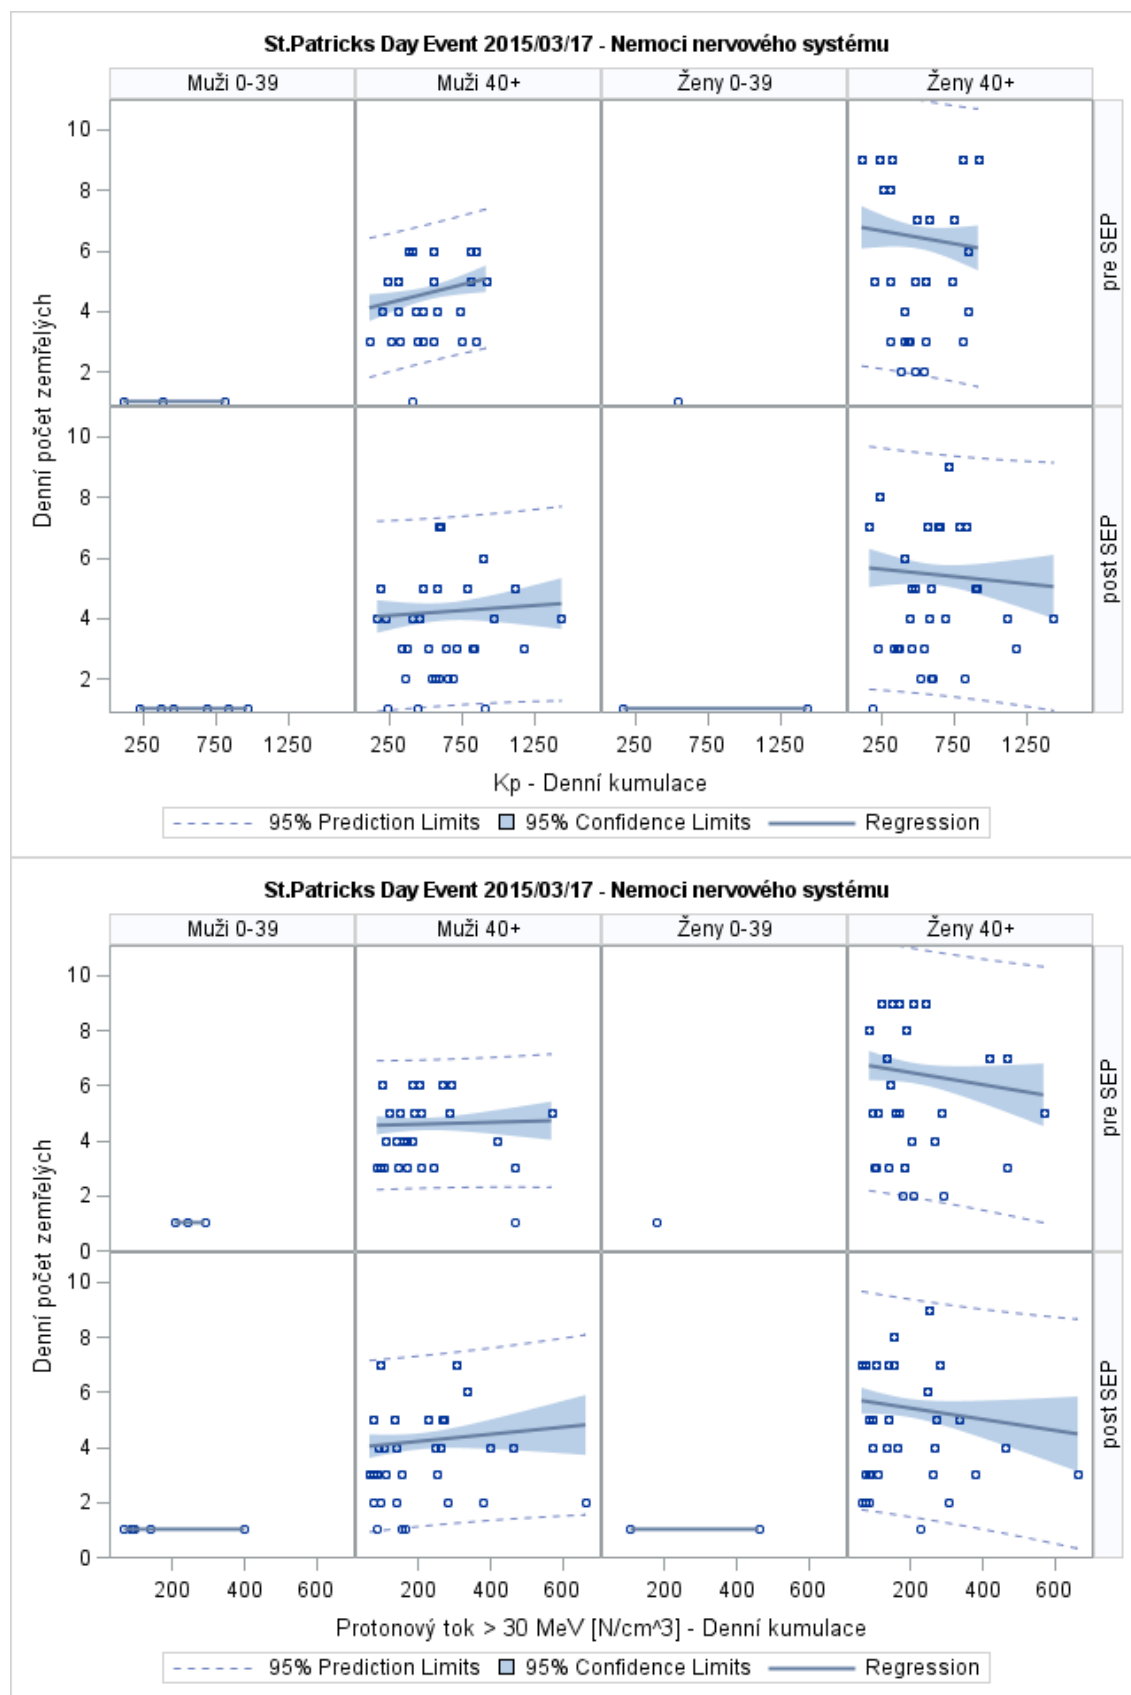 St.Patricks Day Event 2015/03/17 - Nemoci nervového systému
Muži 0-39 Muži 40+ Ženy 0-39 Ženy 40+
10
8
6
4
2
pre SEP
10
8
6
4
2
post SEP
Denní počet zemřelých
250 750 1250 250 750 1250 250 750 1250 250 750 1250
Kp - Denní kumulace
95% Prediction Limits 95% Confidence Limits Regression
St.Patricks Day Event 2015/03/17 - Nemoci nervového systému
Muži 0-39 Muži 40+ Ženy 0-39 Ženy 40+
10
8
6
4
2
0
pre SEP
10
8
6
4
2
0
post SEP
Denní počet zemřelých
200 400 600 200 400 600 200 400 600 200 400 600
Protonový tok > 30 MeV [N/cm^3] - Denní kumulace
95% Prediction Limits 95% Confidence Limits Regression